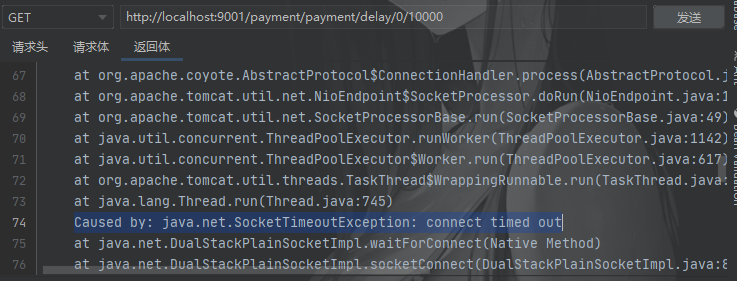 GET http://localhost:9001/payment/payment/delay/0/10000 发送
请求头 请求体 返回体
67 at org.apache.coyote.AbstractProtocol$ConnectionHandler.process(AbstractProtocol.j
68 at org.apache.tomcat.util.net.NioEndpoint$SocketProcessor.doRun(NioEndpoint.java:1
69 at org.apache.tomcat.util.net.SocketProcessorBase.run(SocketProcessorBase.java:49)
70 at java.util.concurrent.ThreadPoolExecutor.runWorker(ThreadPoolExecutor.java:1142)
71 at java.util.concurrent.ThreadPoolExecutor$Worker.run(ThreadPoolExecutor.java:617)
72 at org.apache.tomcat.util.threads.TaskThread$WrappingRunnable.run(TaskThread.java:
73 at java.lang.Thread.run(Thread.java:745)
74 Caused by: java.net.SocketTimeoutException: connect timed out
75 at java.net.DualStackPlainSocketImpl.waitForConnect(Native Method)
76 at java.net.DualStackPlainSocketImpl.socketConnect(DualStackPlainSocketImpl.java:8
Bean Validation